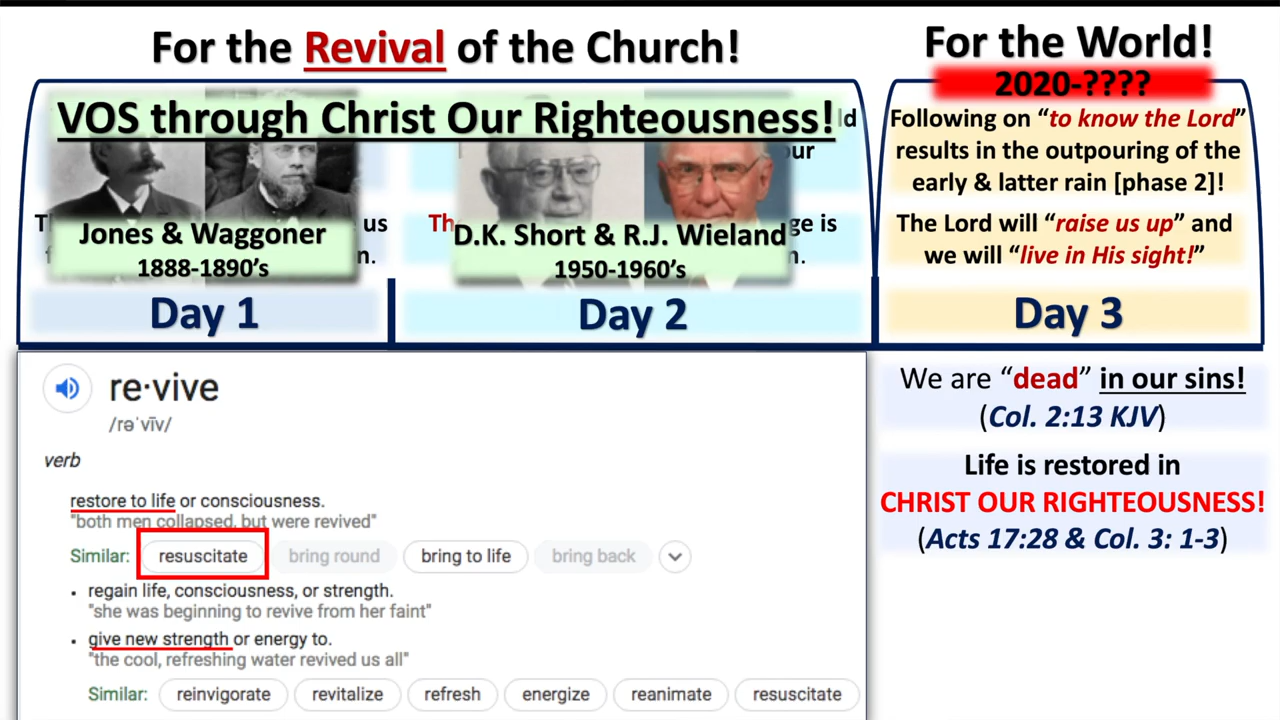 For the Revival of the Church!
VOS through Christ Our Righteousness!
Jones & Waggoner
1888-1890's
us
n.
Day 1
ld
our
D.K. Short & R.J. Wieland
1950-1960's
Th
ge is
n.
Day 2
For the World!
2020-????
Following on “to know the Lord”
results in the outpouring of the
early & latter rain [phase 2]!
The Lord will “raise us up” and
we will “live in His sight!”
Day 3
re·vive
/rəˈvīv/
verb
restore to life or consciousness.
"both men collapsed, but were revived"
Similar: resuscitate bring round bring to life bring back
• regain life, consciousness, or strength.
"she was beginning to revive from her faint"
• give new strength or energy to.
"the cool, refreshing water revived us all"
Similar: reinvigorate revitalize refresh energize reanimate resuscitate
We are “dead” in our sins!
(Col. 2:13 KJV)
Life is restored in
CHRIST OUR RIGHTEOUSNESS!
(Acts 17:28 & Col. 3: 1-3)